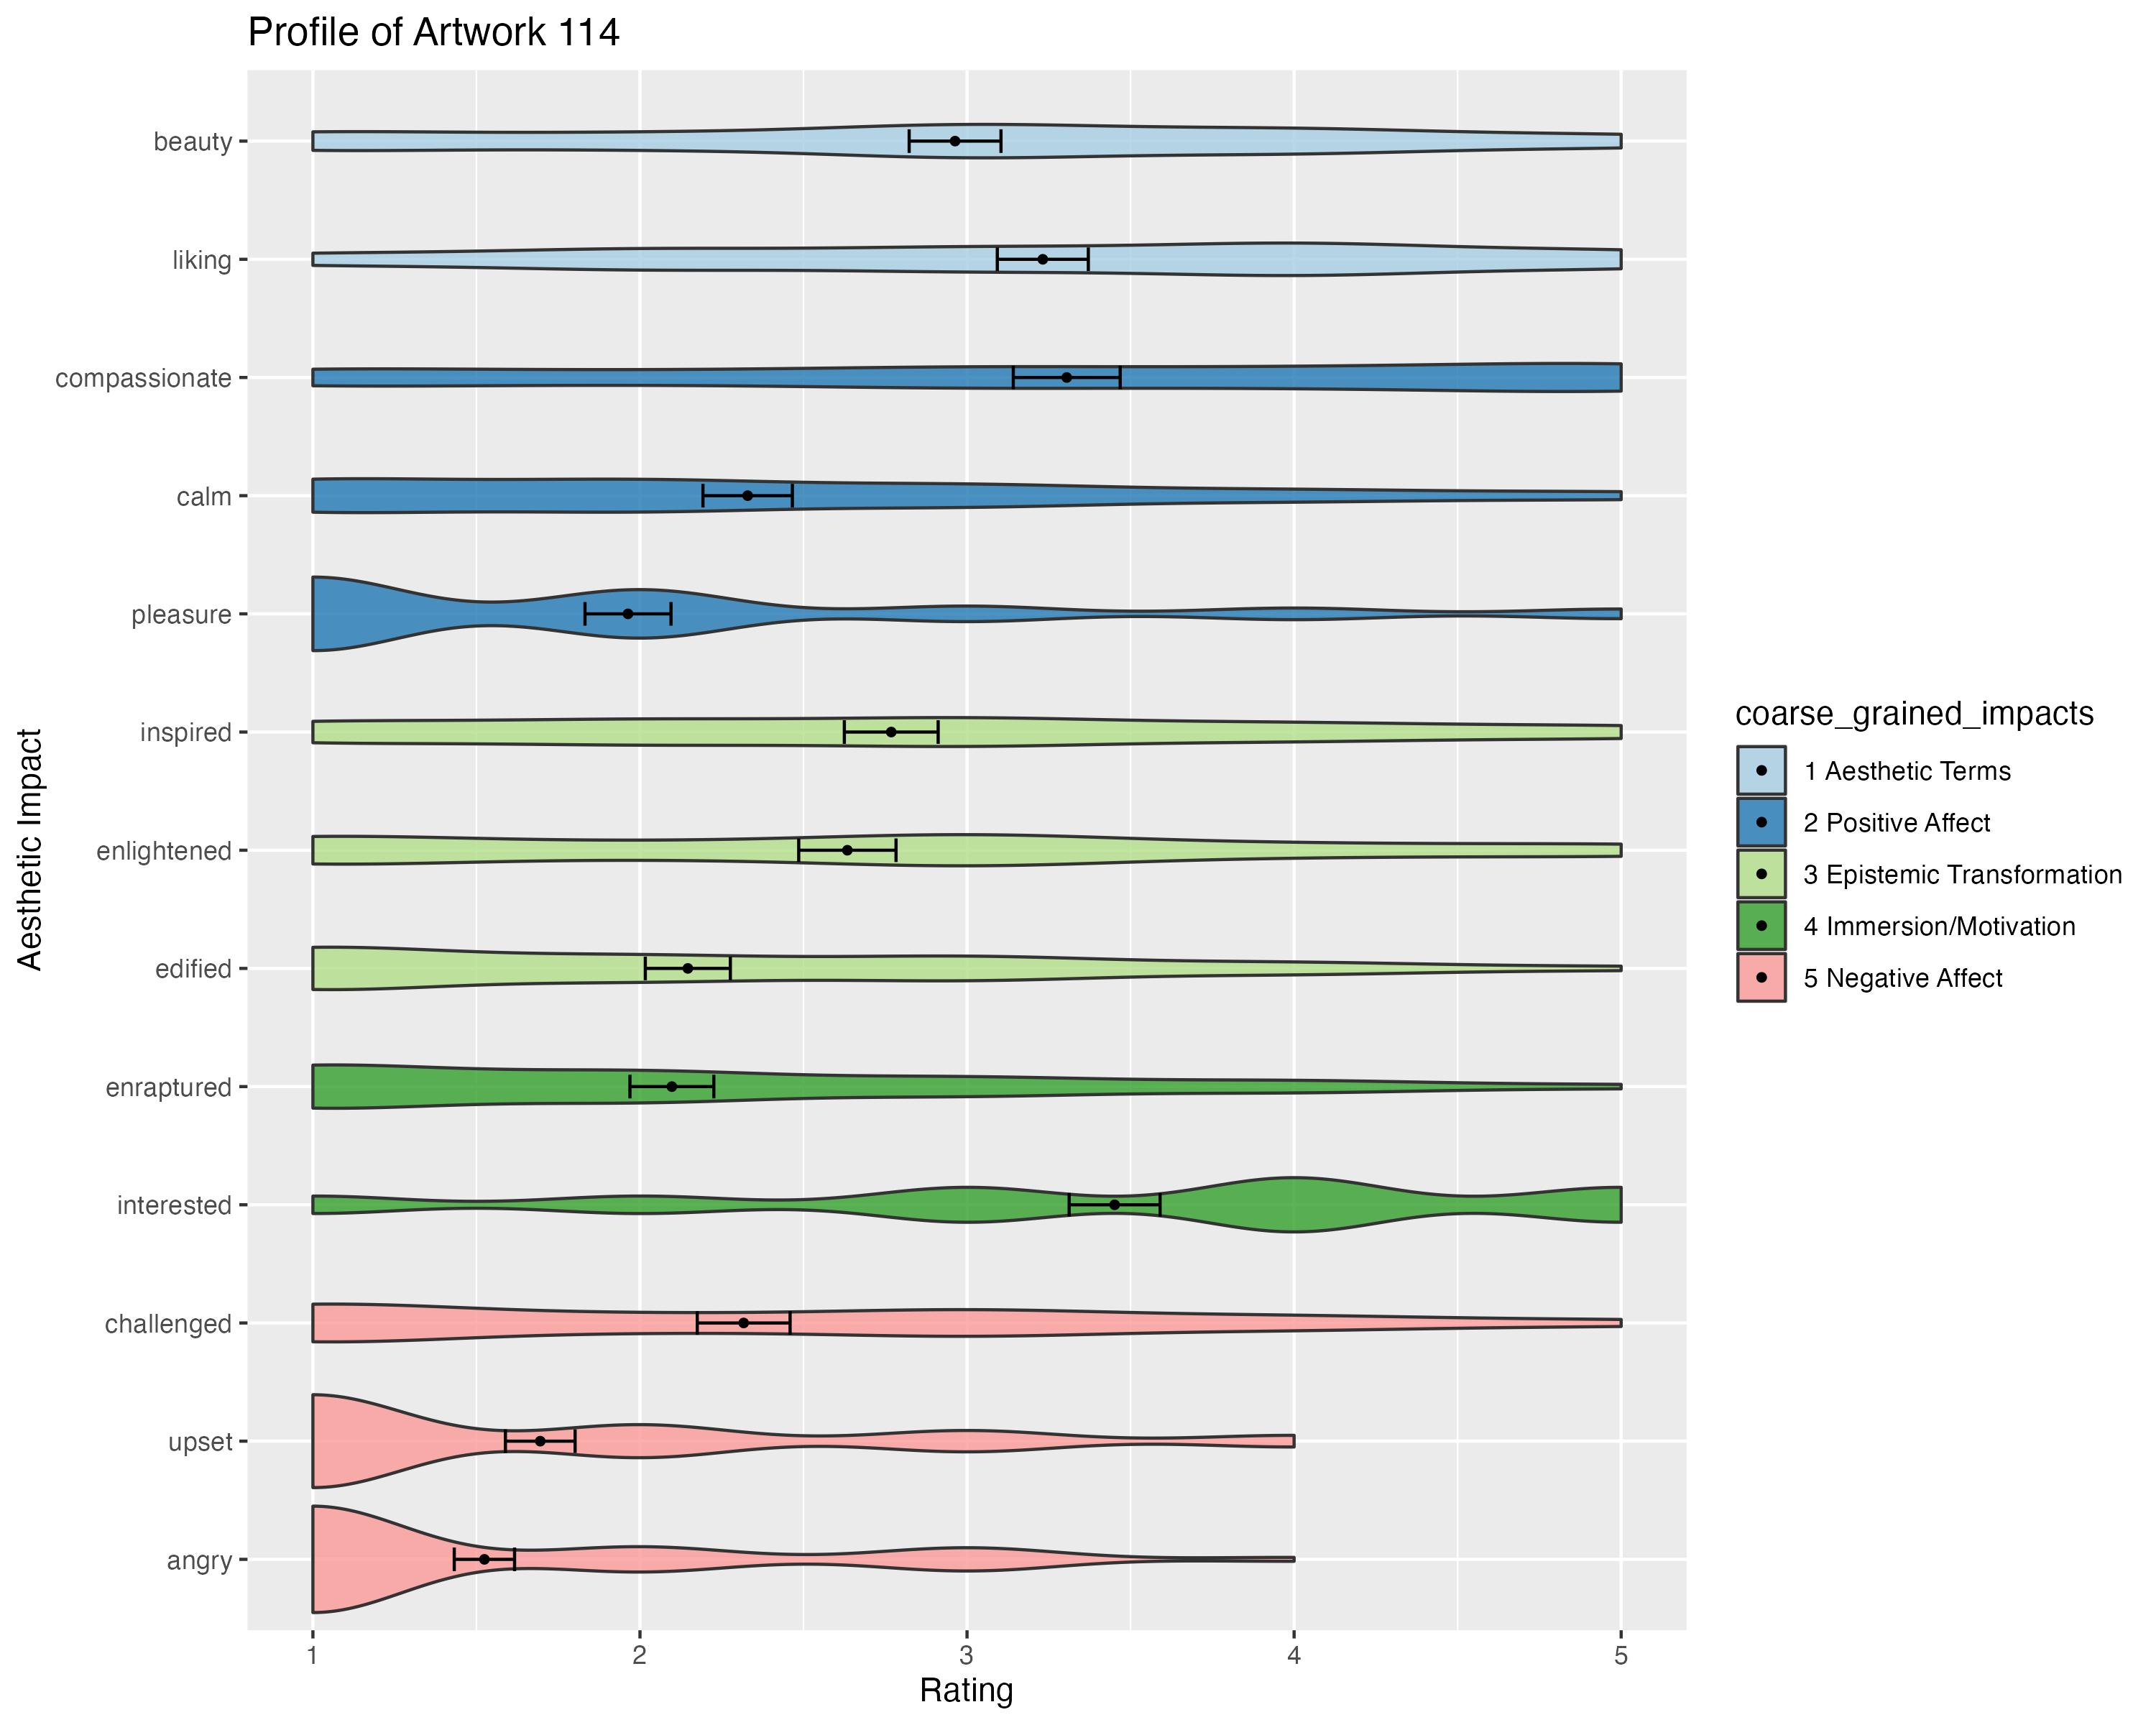 Profile of Artwork 114
beauty
liking
compassionate
calm
pleasure
inspired
enlightened
edified
enraptured
interested
challenged
upset
angry
Aesthetic Impact
1 2 3 4 5
Rating
coarse_grained_impacts
1 Aesthetic Terms
2 Positive Affect
3 Epistemic Transformation
4 Immersion/Motivation
5 Negative Affect